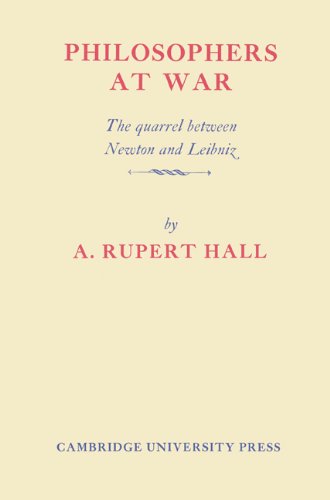 PHILOSOPHERS
AT WAR
The quarrel between
Newton and Leibniz
by
A. RUPERT HALL
CAMBRIDGE UNIVERSITY PRESS